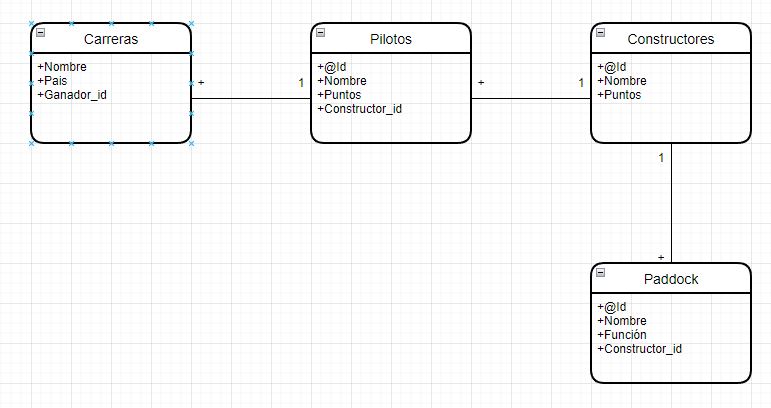 Carreras
+Nombre
+Pais
+Ganador_id
+
1
Pilotos
+@Id
+Nombre
+Puntos
+Constructor_id
+
1
Constructores
+@Id
+Nombre
+Puntos
1
+
Paddock
+@Id
+Nombre
+Función
+Constructor_id